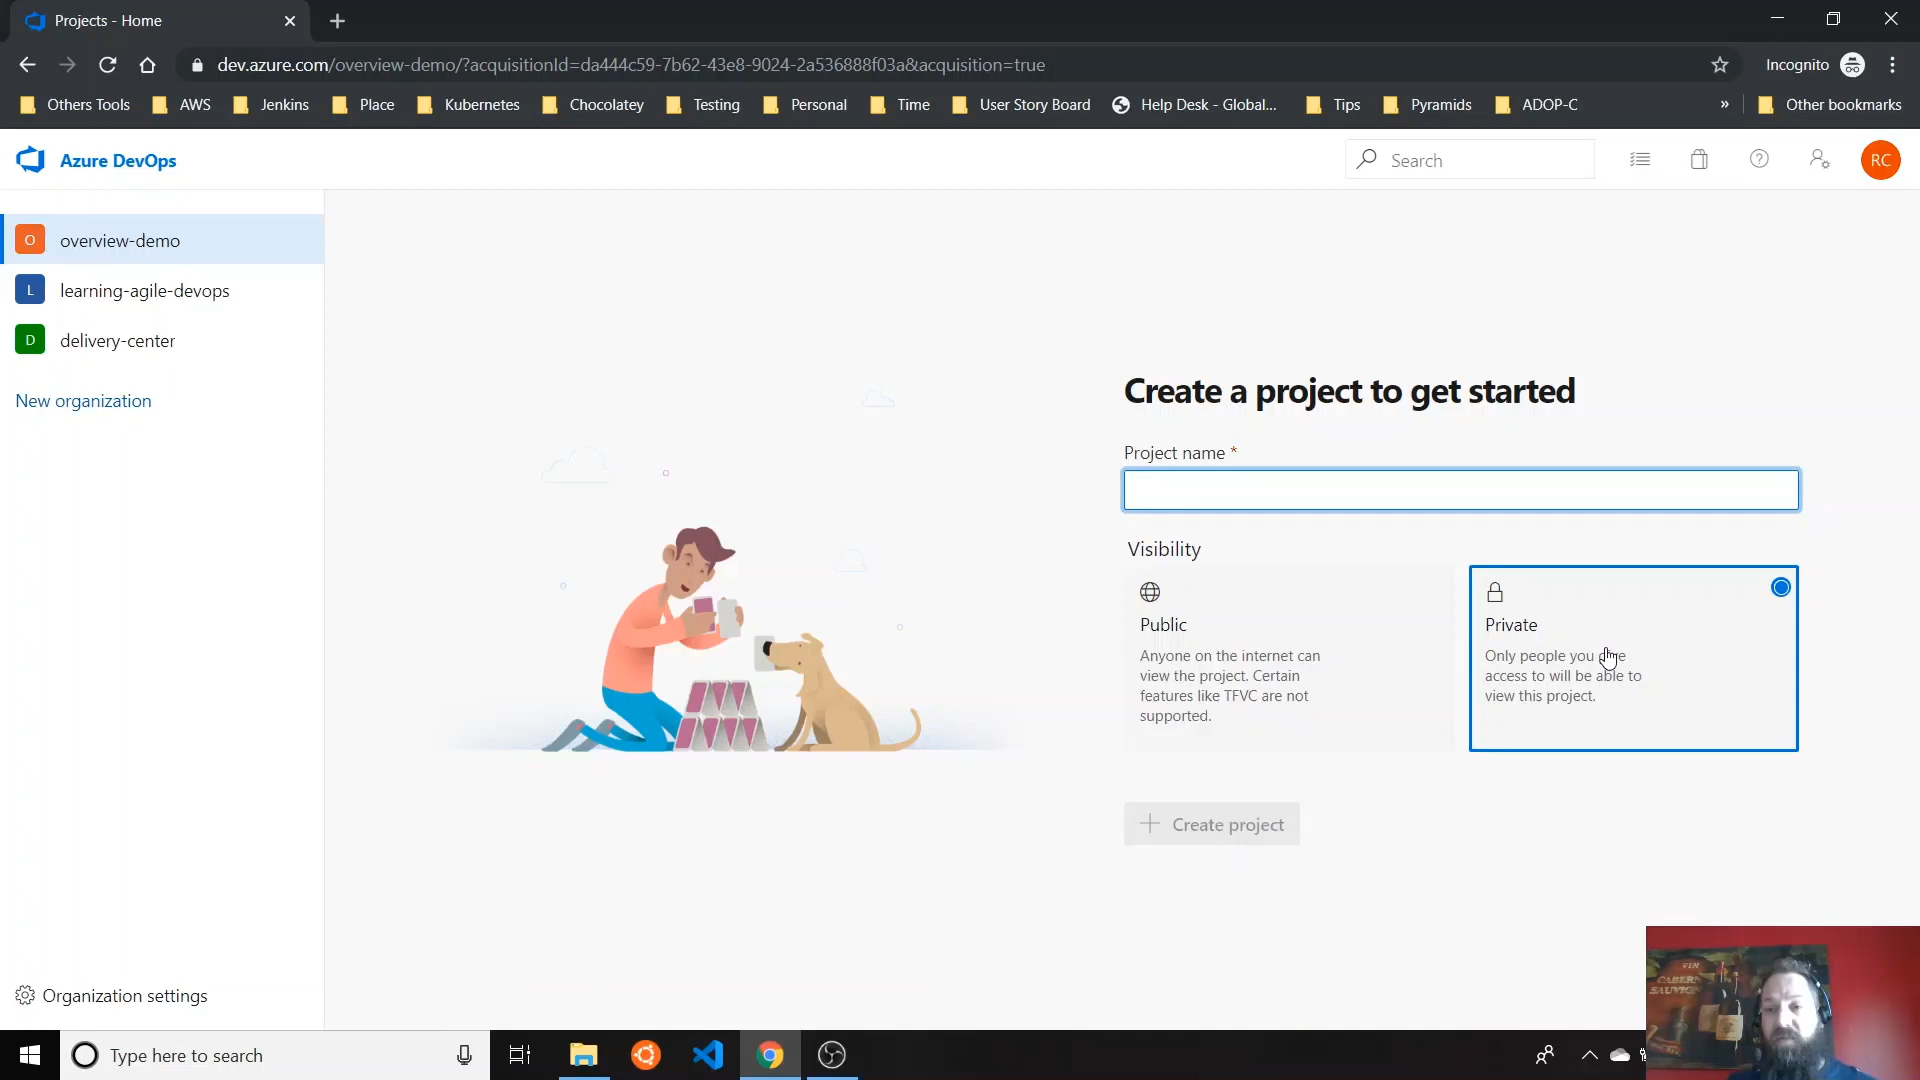 Projects - Home
dev.azure.com/overview-demo/?acquisitionId=da444c59-7b62-43e8-9024-2a536888f03a&acquisition=true
Incognito
Others Tools
AWS
Jenkins
Place
Kubernetes
Chocolatey
Testing
Personal
Time
User Story Board
Help Desk - Global...
Tips
Pyramids
ADOP-C
»
Other bookmarks
Azure DevOps
Search
RC
O
overview-demo
L
learning-agile-devops
D
delivery-center
New organization
Create a project to get started
Project name *
Visibility
Public
Anyone on the internet can
view the project. Certain
features like TFVC are not
supported.
Private
Only people you
access to will be able to
view this project.
+ Create project
Organization settings
VIN
CABERN
SAUVIGN
Type here to search